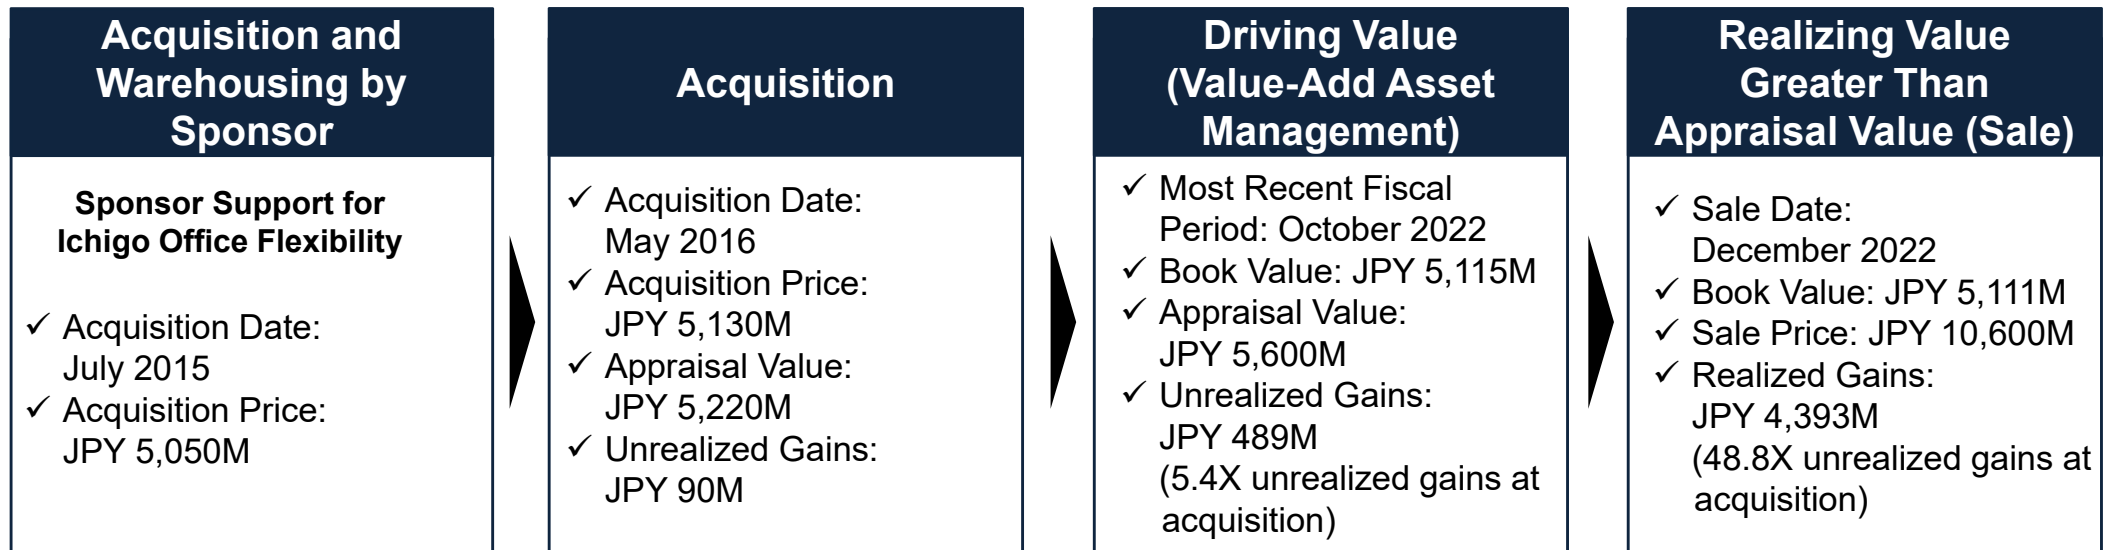 Acquisition and
Warehousing by
Sponsor
Sponsor Support for
Ichigo Office Flexibility
✓ Acquisition Date:
July 2015
✓ Acquisition Price:
JPY 5,050M
Acquisition
✓ Acquisition Date:
May 2016
✓ Acquisition Price:
JPY 5,130M
✓ Appraisal Value:
JPY 5,220M
✓ Unrealized Gains:
JPY 90M
Driving Value
(Value-Add Asset
Management)
✓ Most Recent Fiscal
Period: October 2022
✓ Book Value: JPY 5,115M
✓ Appraisal Value:
JPY 5,600M
✓ Unrealized Gains:
JPY 489M
(5.4X unrealized gains at
acquisition)
Realizing Value
Greater Than
Appraisal Value (Sale)
✓ Sale Date:
December 2022
✓ Book Value: JPY 5,111M
✓ Sale Price: JPY 10,600M
✓ Realized Gains:
JPY 4,393M
(48.8X unrealized gains at
acquisition)